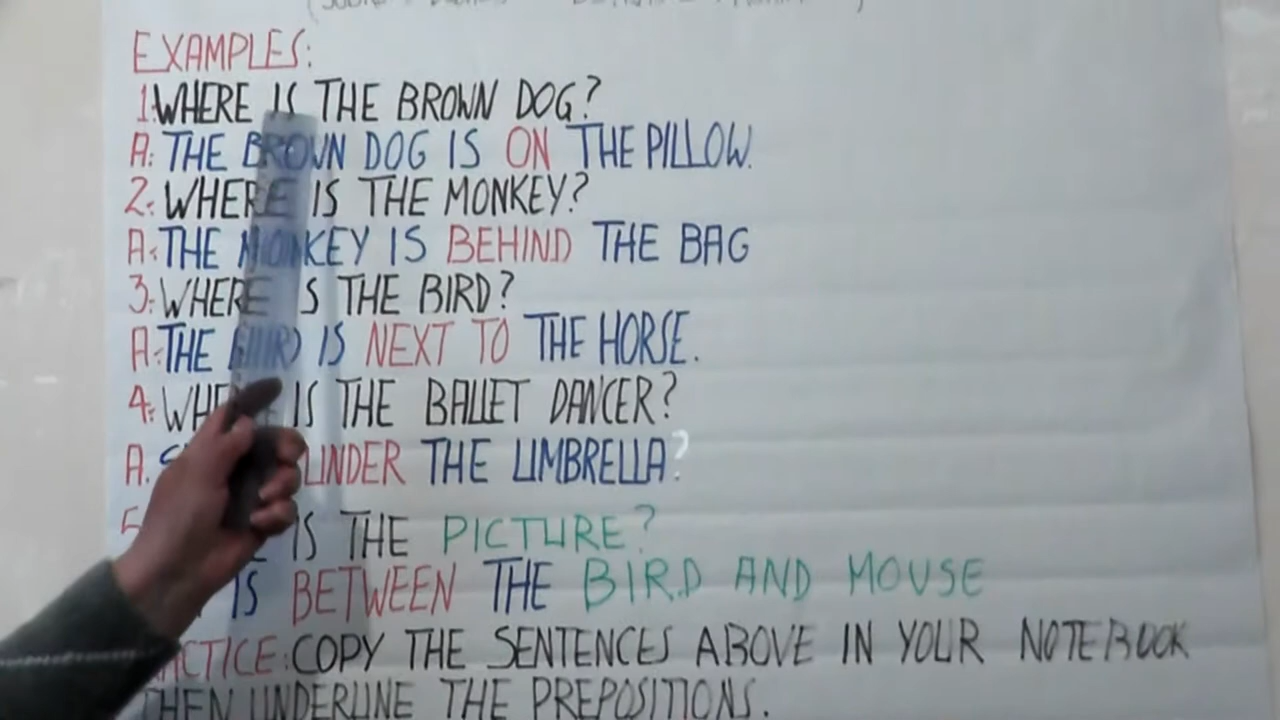 EXAMPLES:
1. WHERE IS THE BROWN DOG?
A: THE BROWN DOG IS ON THE PILLOW.
2: WHERE IS THE MONKEY?
A: THE MONKEY IS BEHIND THE BAG
3: WHERE IS THE BIRD?
A: THE BIRD IS NEXT TO THE HORSE.
4: WHERE IS THE BALLET DANCER?
A. UNDER THE UMBRELLA?
5 IS THE PICTURE?
IS BETWEEN THE BIRD AND MOUSE
PRACTICE: COPY THE SENTENCES ABOVE IN YOUR NOTEBOOK
THEN UNDERLINE THE PREPOSITIONS.